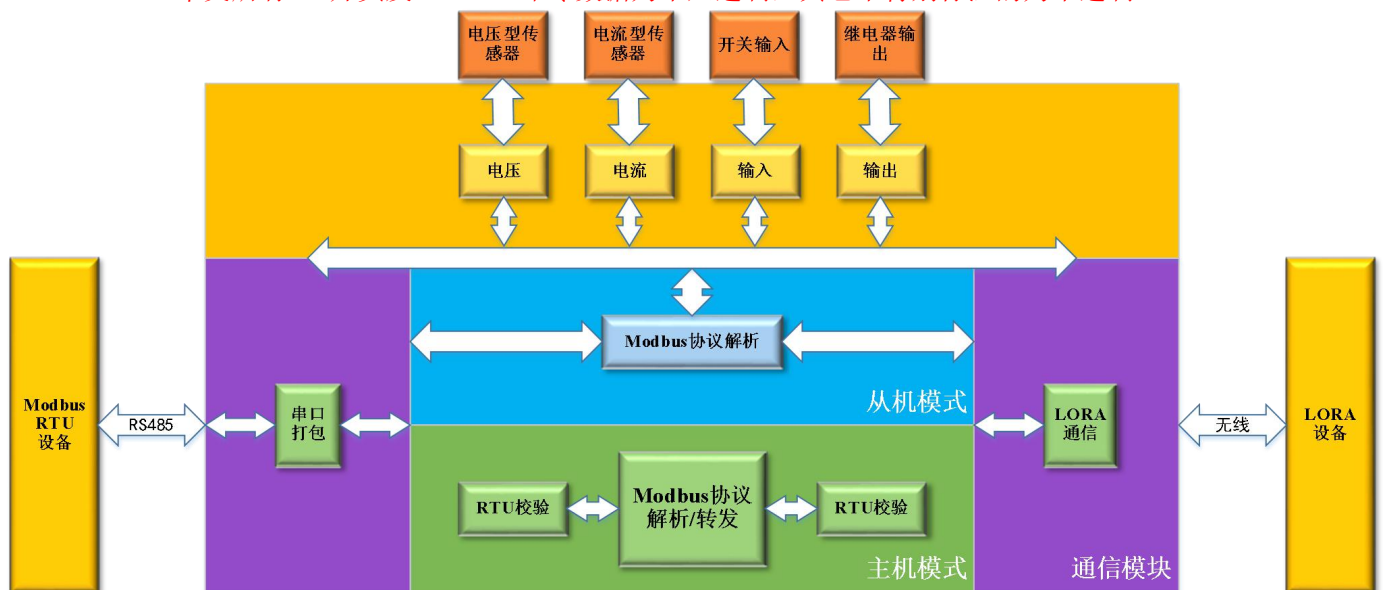 电压型传
感器
电流型传
感器
开关输入
继电器输
出
电压
电流
输入
输出
Modbus协议解析
从机模式
Modbus
RTU
设备
RS485
串口
打包
LORA
通信
无线
LORA
设备
RTU校验
Modbus协议
解析/转发
RTU校验
主机模式
通信模块